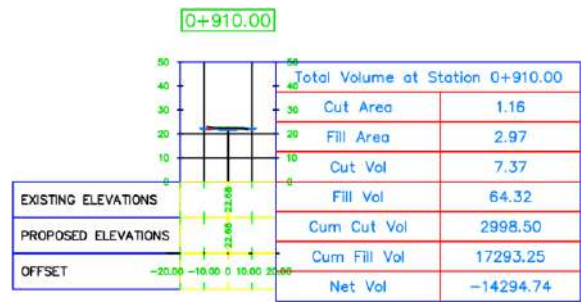 0+910.00
50 50
40 40
30 30
20 20
10 10
0 0
Total Volume at Station 0+910.00
Cut Area 1.16
Fill Area 2.97
Cut Vol 7.37
Fill Vol 64.32
Cum Cut Vol 2998.50
Cum Fill Vol 17293.25
Net Vol -14294.74
EXISTING ELEVATIONS 22.68
PROPOSED ELEVATIONS 22.68
OFFSET -20.00 -10.00 0 10.00 20.00